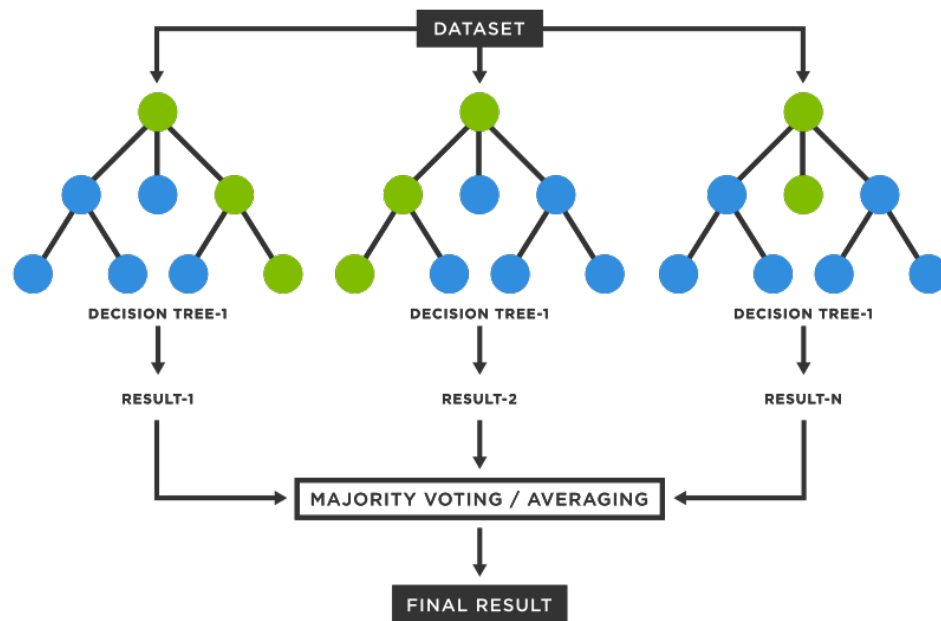 DATASET
DECISION TREE-1
DECISION TREE-1
DECISION TREE-1
RESULT-1
RESULT-2
RESULT-N
MAJORITY VOTING / AVERAGING
FINAL RESULT